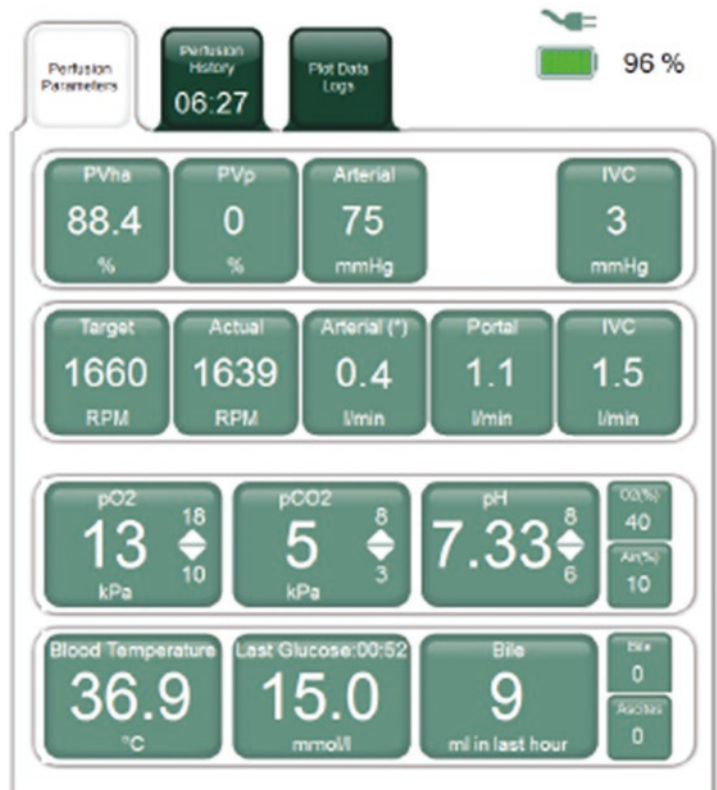 96 %
Perfusion
Parameters
Perfusion
History
06:27
Plot Data
Logs
PVha
88.4
%
PVp
0
%
Arterial
75
mmHg
IVC
3
mmHg
Target
1660
RPM
Actual
1639
RPM
Arterial (*)
0.4
l/min
Portal
1.1
l/min
IVC
1.5
l/min
pO2
13
18
10
kPa
pCO2
5
8
3
kPa
pH
7.33
8
6
O2(%)
40
Air(%)
10
Blood Temperature
36.9
°C
Last Glucose:00:52
15.0
mmol/l
Bile
9
ml in last hour
Bile
0
Ascites
0